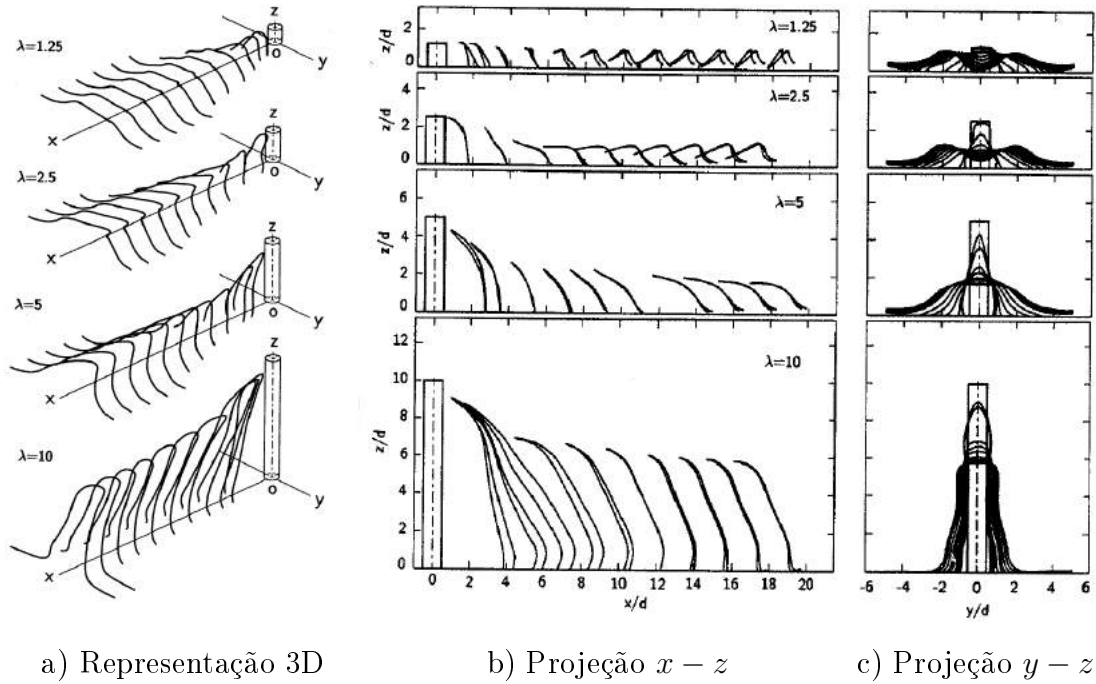 λ=1.25
z
o
y
x
λ=2.5
z
o
y
x
λ=5
z
o
y
x
λ=10
z
o
y
x
z/d
2
0
λ=1.25
z/d
4
2
0
λ=2.5
z/d
6
4
2
0
λ=5
z/d
12
10
8
6
4
2
0
λ=10
0 2 4 6 8 10 12 14 16 18 20
x/d
-6 -4 -2 0 2 4 6
y/d
a) Representação 3D
b) Projeção x − z
c) Projeção y − z